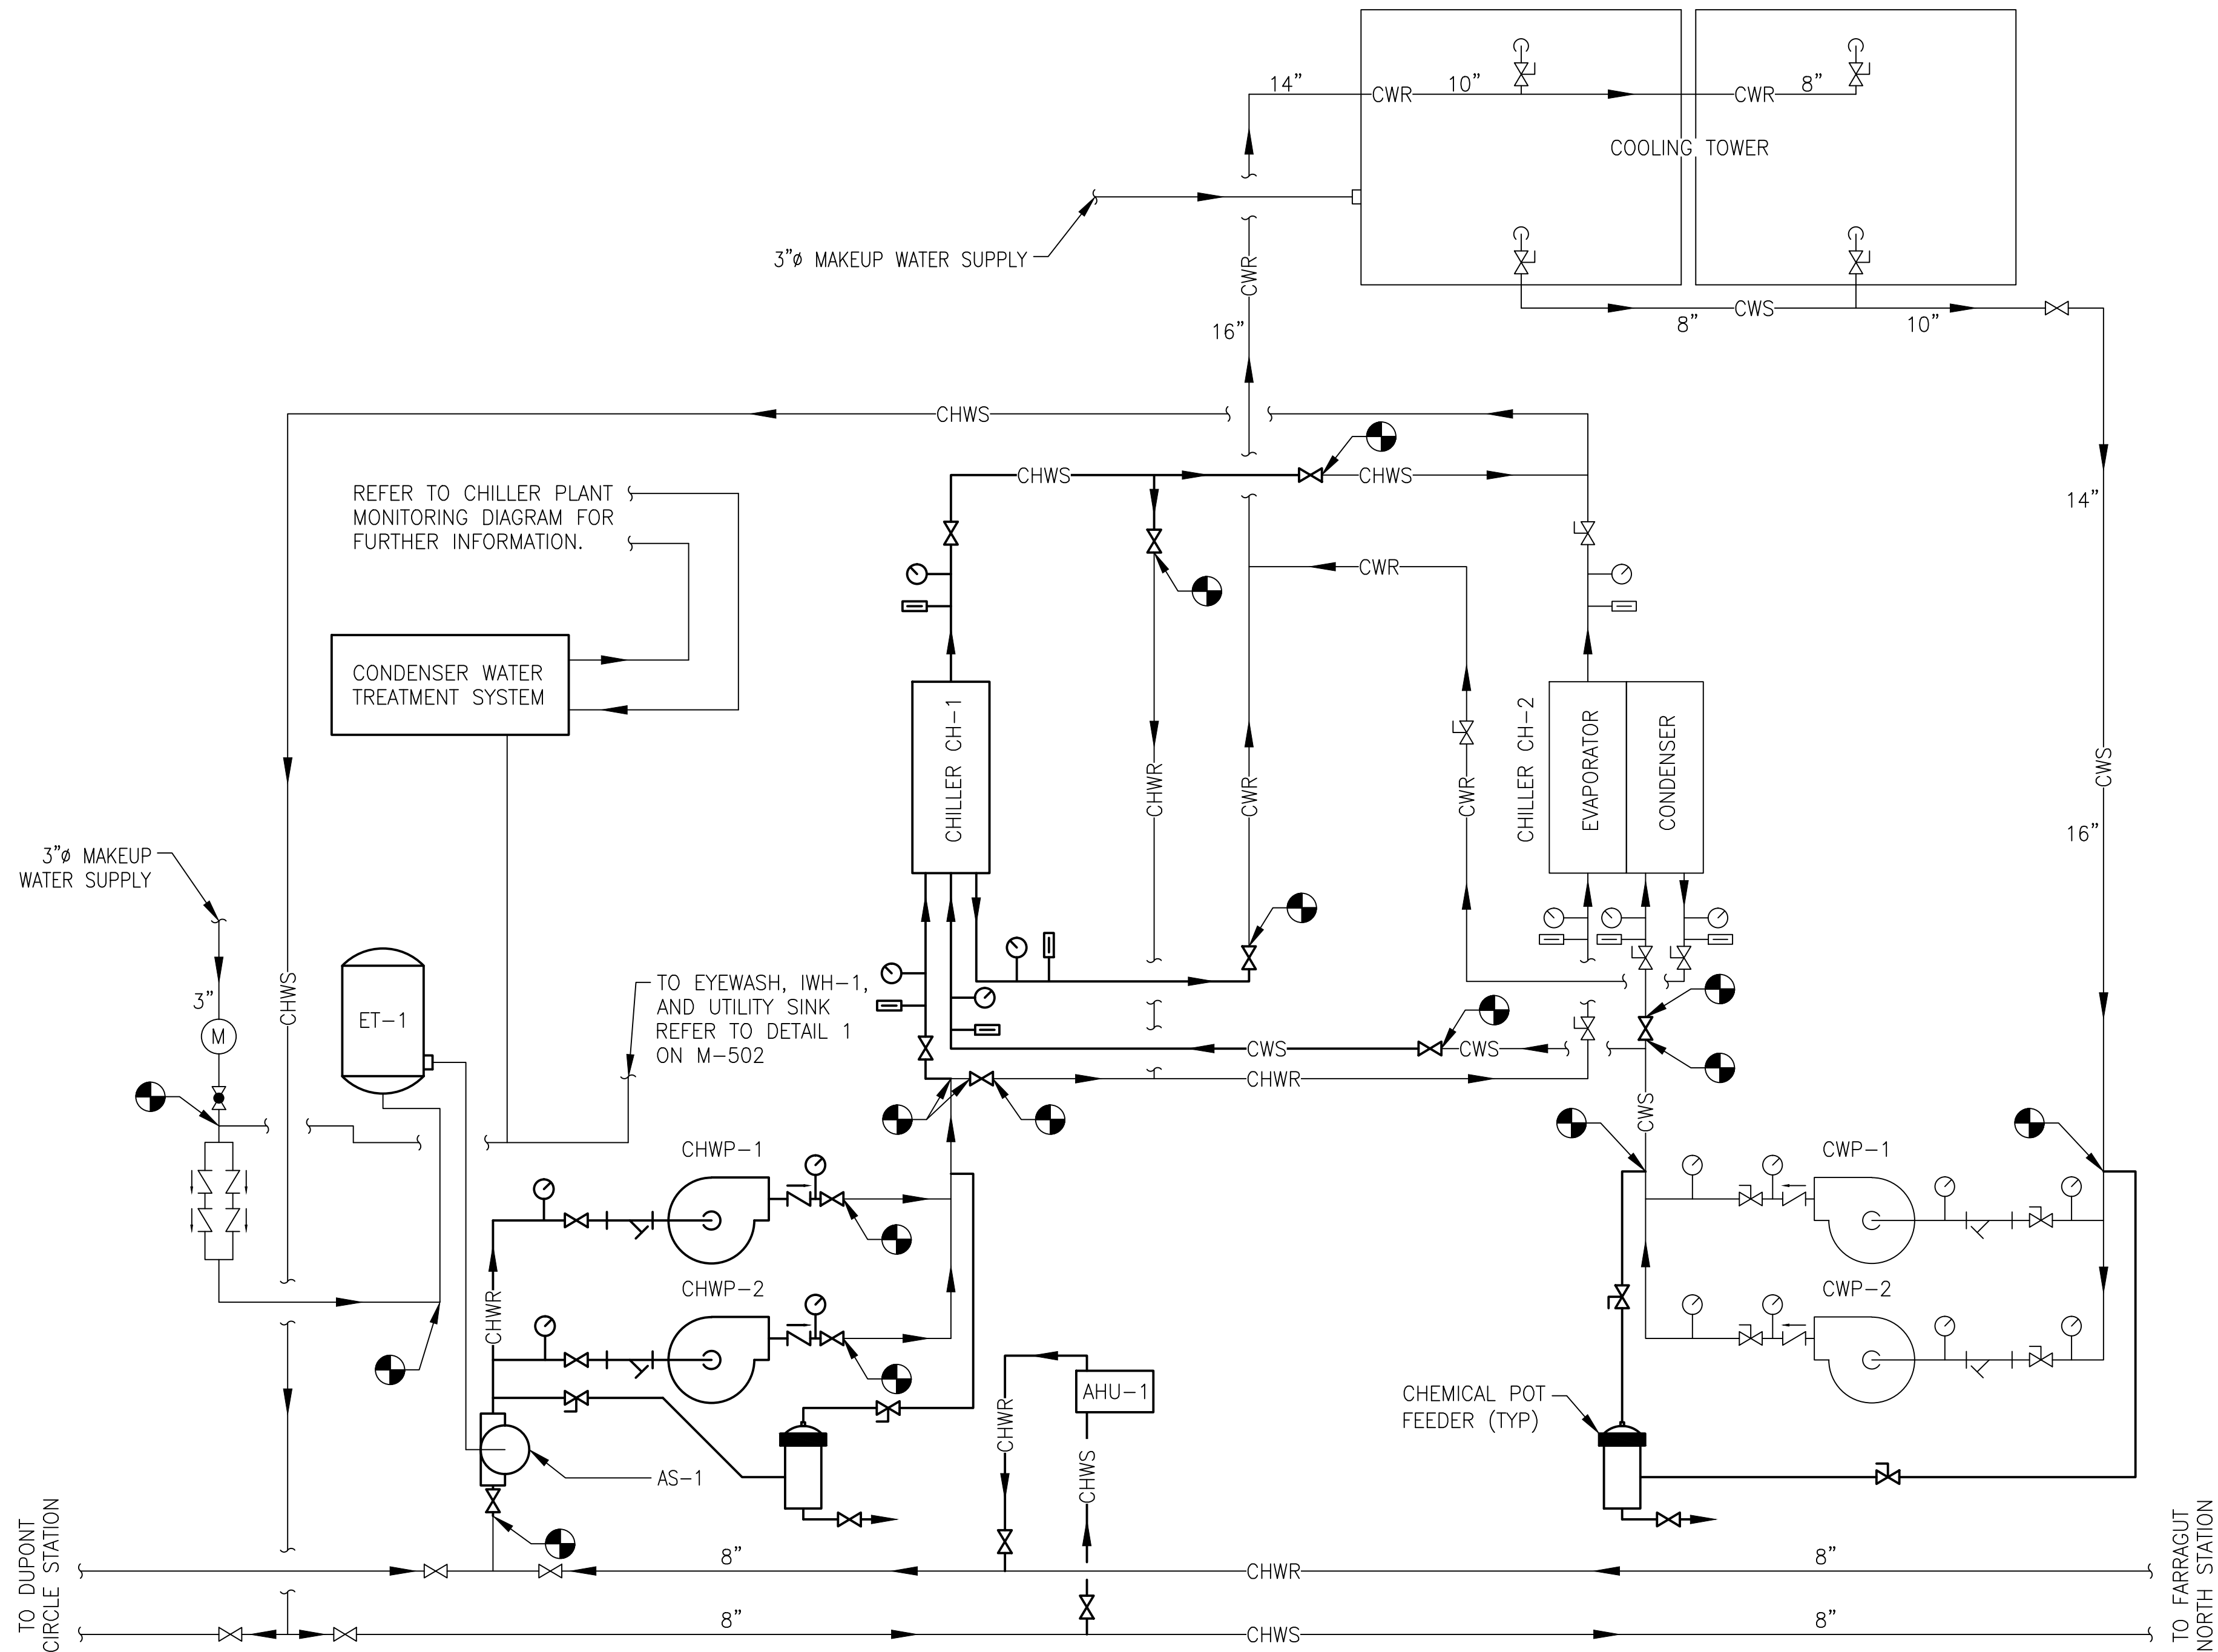 14”
CWR
10”
CWR
8”
COOLING TOWER
3”ø MAKEUP WATER SUPPLY
CWR
16”
8”
CWS
10”
CHWS
CHWS
CHWS
REFER TO CHILLER PLANT
MONITORING DIAGRAM FOR
FURTHER INFORMATION.
14”
CWR
CONDENSER WATER
TREATMENT SYSTEM
CHILLER CH-1
CHWR
CWR
CWR
CHILLER CH-2
EVAPORATOR
CONDENSER
CWS
16”
3”ø MAKEUP
WATER SUPPLY
3”
M
CHWS
ET-1
TO EYEWASH, IWH-1,
AND UTILITY SINK
REFER TO DETAIL 1
ON M-502
CWS
CWS
CHWR
CWS
CHWP-1
CWP-1
CHWR
CHWP-2
CWP-2
AHU-1
CHWR
CHWS
CHEMICAL POT
FEEDER (TYP)
AS-1
TO DUPONT
CIRCLE STATION
8”
CHWR
8”
8”
CHWS
8”
TO FARRAGUT
NORTH STATION